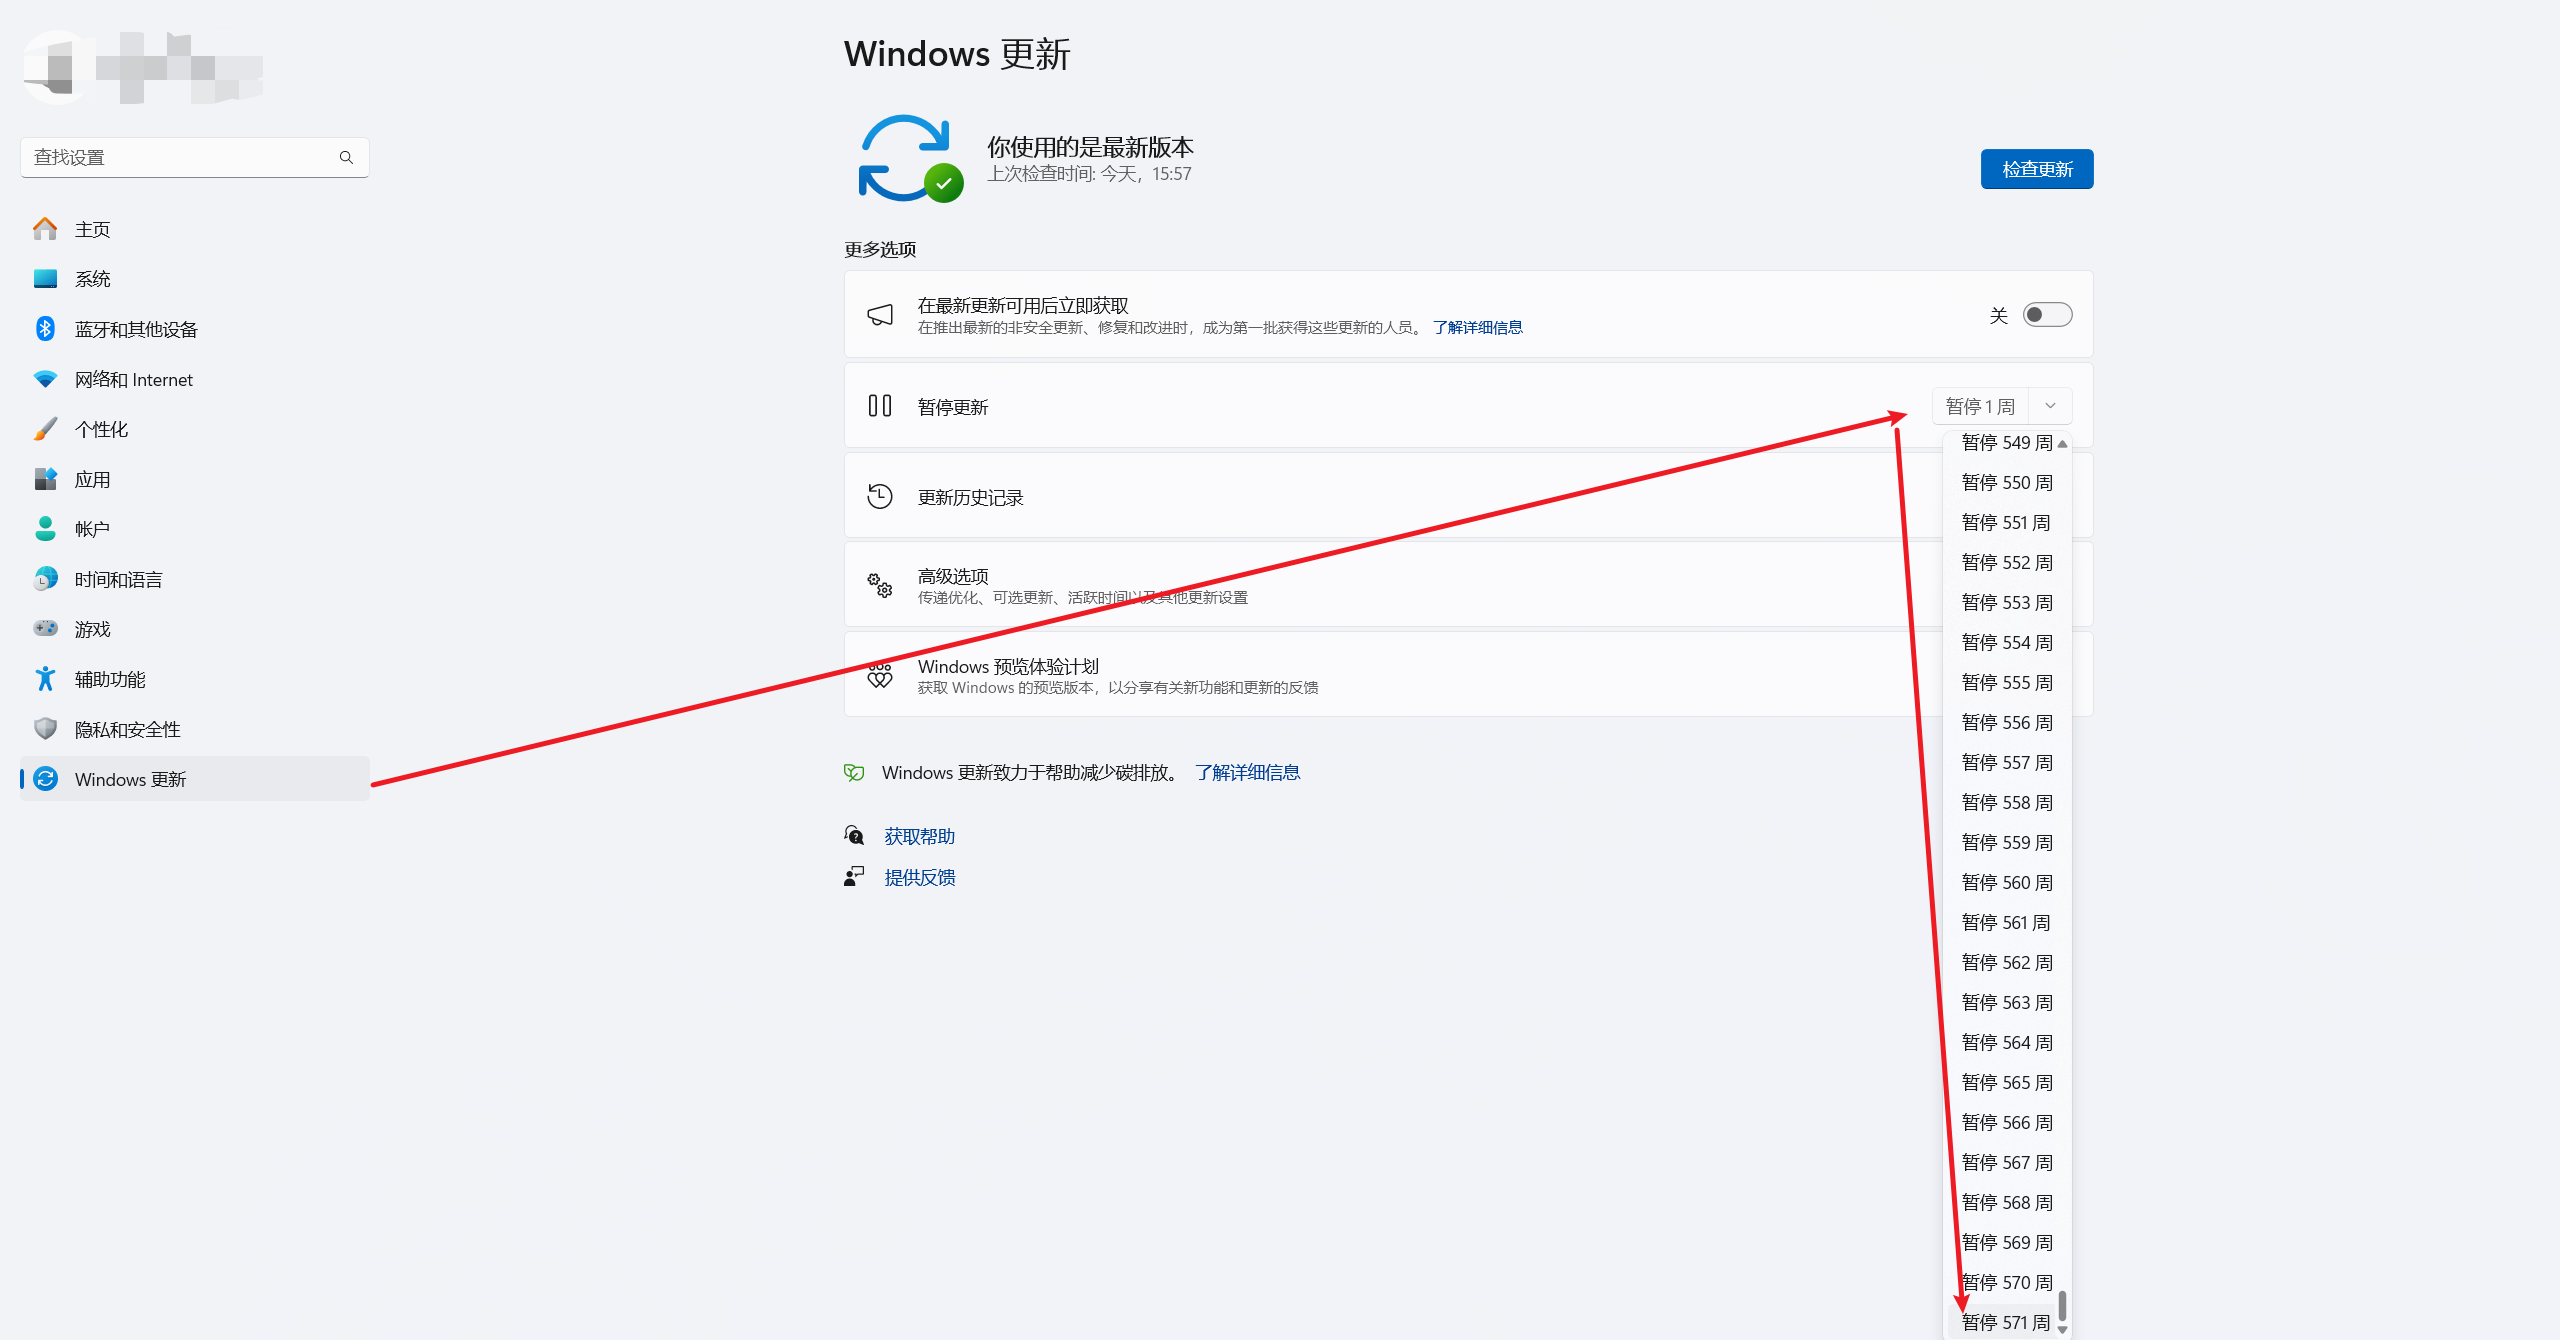 查找设置
主页
系统
蓝牙和其他设备
网络和 Internet
个性化
应用
帐户
时间和语言
游戏
辅助功能
隐私和安全性
Windows 更新
Windows 更新
你使用的是最新版本
上次检查时间: 今天，15:57
检查更新
更多选项
在最新更新可用后立即获取
在推出最新的非安全更新、修复和改进时，成为第一批获得这些更新的人员。 了解详细信息
关
暂停更新
暂停 1 周
更新历史记录
高级选项
传递优化、可选更新、活跃时间以及其他更新设置
Windows 预览体验计划
获取 Windows 的预览版本，以分享有关新功能和更新的反馈
Windows 更新致力于帮助减少碳排放。 了解详细信息
获取帮助
提供反馈
暂停 549 周
暂停 550 周
暂停 551 周
暂停 552 周
暂停 553 周
暂停 554 周
暂停 555 周
暂停 556 周
暂停 557 周
暂停 558 周
暂停 559 周
暂停 560 周
暂停 561 周
暂停 562 周
暂停 563 周
暂停 564 周
暂停 565 周
暂停 566 周
暂停 567 周
暂停 568 周
暂停 569 周
暂停 570 周
暂停 571 周